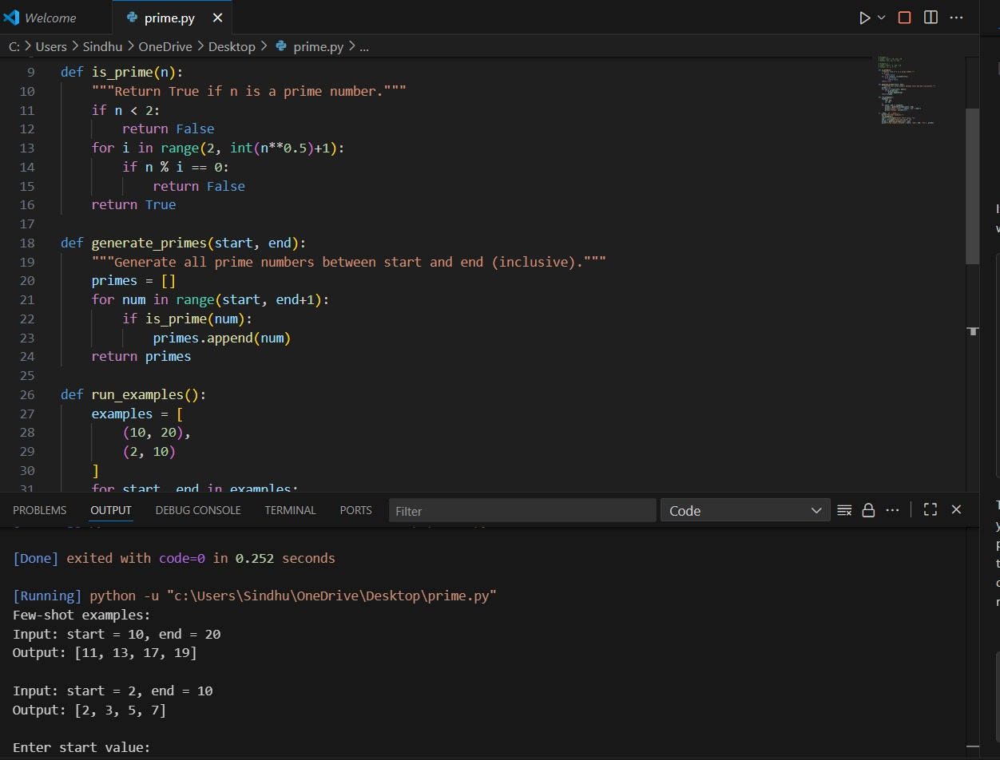 Welcome
prime.py
C: > Users > Sindhu > OneDrive > Desktop > prime.py > ...
9 def is_prime(n):
10 """Return True if n is a prime number."""
11 if n < 2:
12 return False
13 for i in range(2, int(n**0.5)+1):
14 if n % i == 0:
15 return False
16 return True
17
18 def generate_primes(start, end):
19 """Generate all prime numbers between start and end (inclusive)."""
20 primes = []
21 for num in range(start, end+1):
22 if is_prime(num):
23 primes.append(num)
24 return primes
25
26 def run_examples():
27 examples = [
28 (10, 20),
29 (2, 10)
30 ]
31 for start, end in examples:
PROBLEMS OUTPUT DEBUG CONSOLE TERMINAL PORTS Filter Code
[Done] exited with code=0 in 0.252 seconds
[Running] python -u "c:\Users\Sindhu\OneDrive\Desktop\prime.py"
Few-shot examples:
Input: start = 10, end = 20
Output: [11, 13, 17, 19]
Input: start = 2, end = 10
Output: [2, 3, 5, 7]
Enter start value: